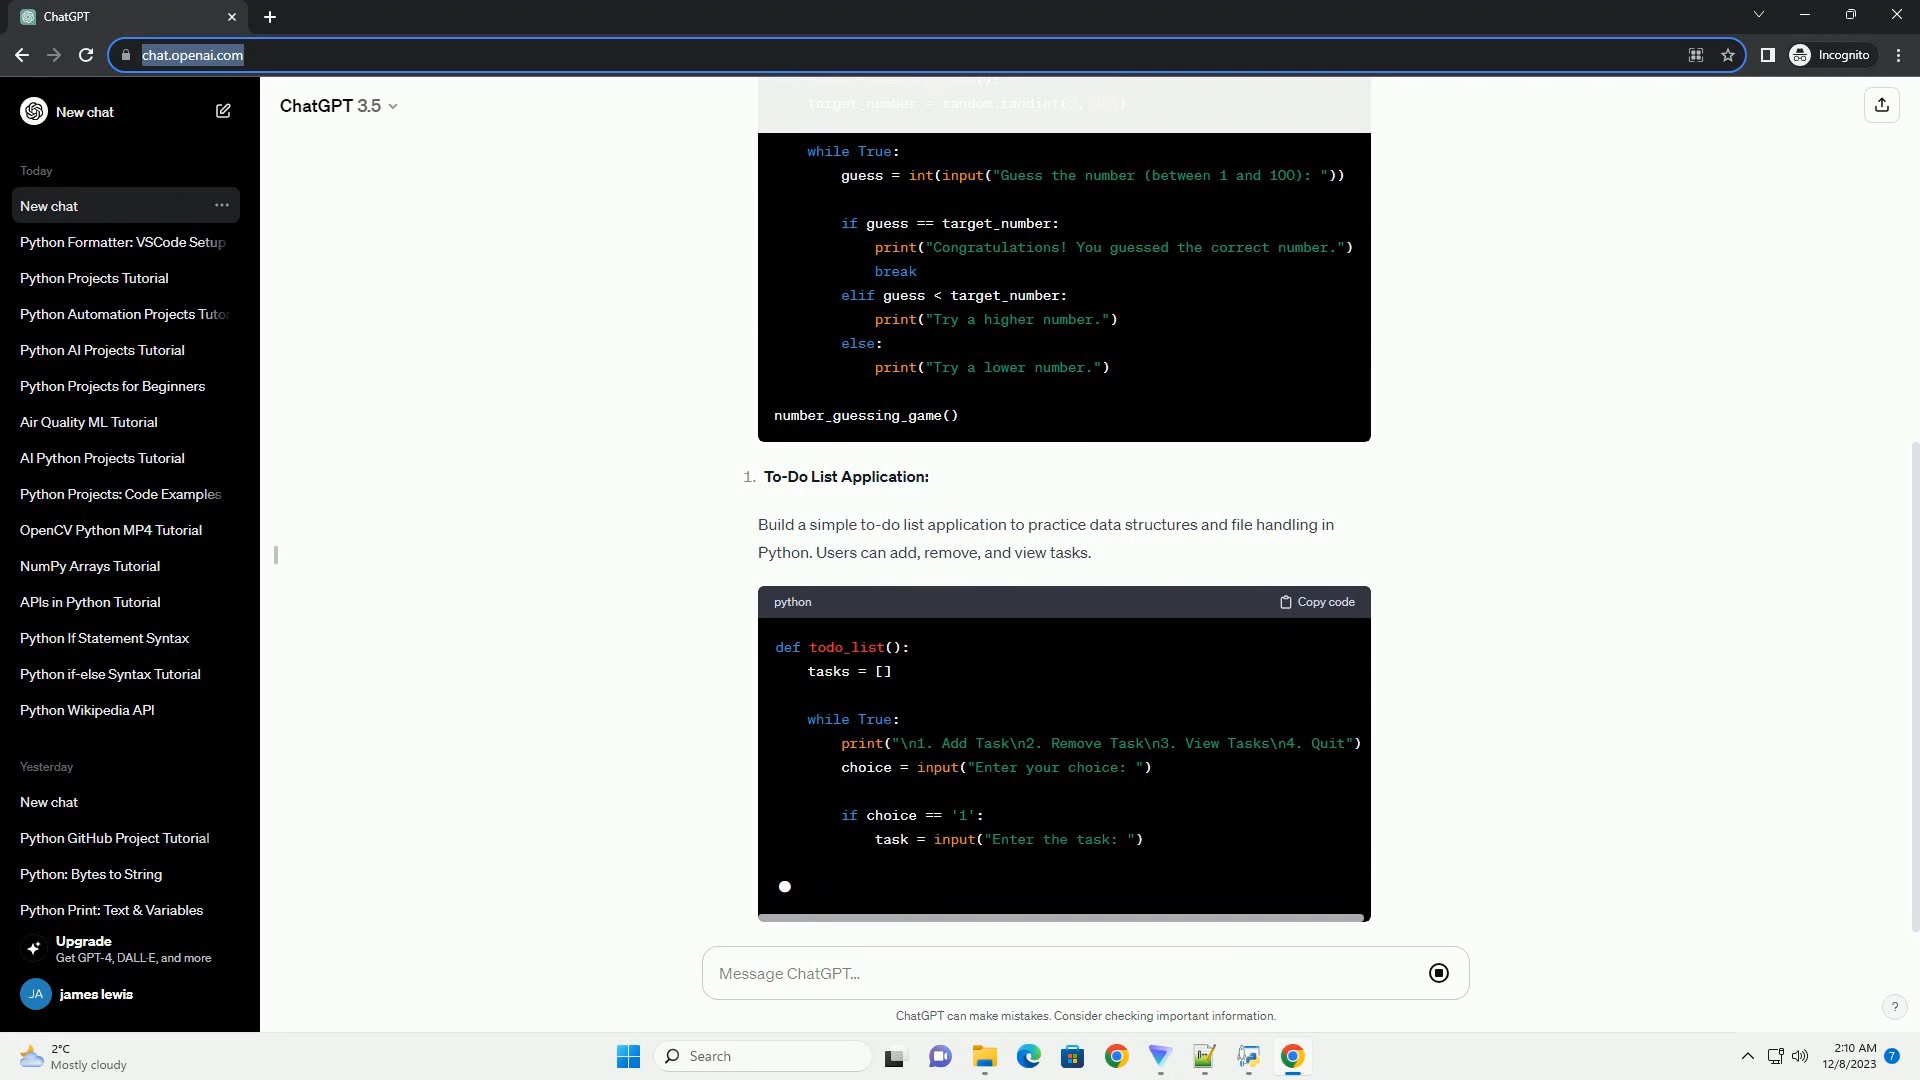 ChatGPT
chat.openai.com
Incognito
New chat
Today
New chat
Python Formatter: VSCode Setup
Python Projects Tutorial
Python Automation Projects Tutor
Python AI Projects Tutorial
Python Projects for Beginners
Air Quality ML Tutorial
AI Python Projects Tutorial
Python Projects: Code Examples
OpenCV Python MP4 Tutorial
NumPy Arrays Tutorial
APIs in Python Tutorial
Python If Statement Syntax
Python if-else Syntax Tutorial
Python Wikipedia API
Yesterday
New chat
Python GitHub Project Tutorial
Python: Bytes to String
Python Print: Text & Variables
Upgrade
Get GPT-4, DALL·E, and more
JA
james lewis
ChatGPT 3.5
target_number = random.randint(
while True:
guess = int(input("Guess the number (between 1 and 100): "))
if guess == target_number:
print("Congratulations! You guessed the correct number.")
break
elif guess < target_number:
print("Try a higher number.")
else:
print("Try a lower number.")
number_guessing_game()
1. To-Do List Application:
Build a simple to-do list application to practice data structures and file handling in
Python. Users can add, remove, and view tasks.
python
Copy code
def todo_list():
tasks = []
while True:
print("\n1. Add Task\n2. Remove Task\n3. View Tasks\n4. Quit")
choice = input("Enter your choice: ")
if choice == '1':
task = input("Enter the task: ")
Message ChatGPT...
ChatGPT can make mistakes. Consider checking important information.
?
2°C
Mostly cloudy
Search
2:10 AM
12/8/2023
7